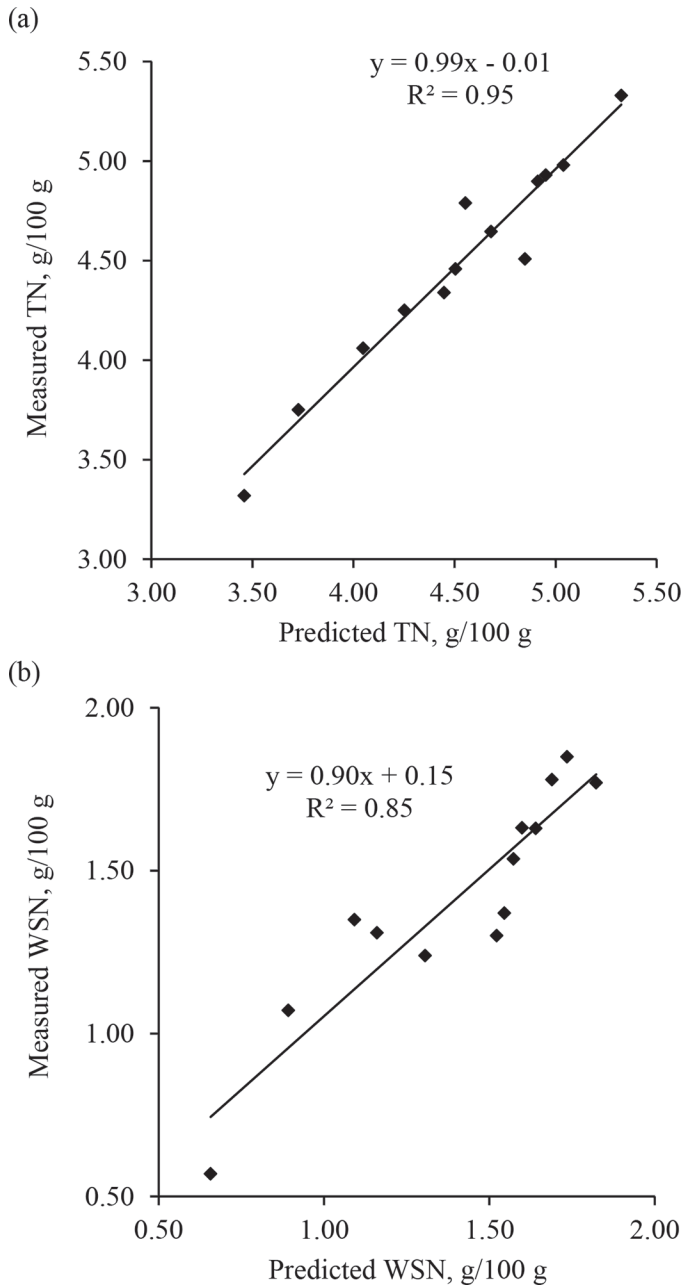 (a)
y = 0.99x - 0.01
R² = 0.95
5.50
5.00
4.50
4.00
3.50
3.00
Measured TN, g/100 g
3.00 3.50 4.00 4.50 5.00 5.50
Predicted TN, g/100 g
(b)
y = 0.90x + 0.15
R² = 0.85
2.00
1.50
1.00
0.50
Measured WSN, g/100 g
0.50 1.00 1.50 2.00
Predicted WSN, g/100 g